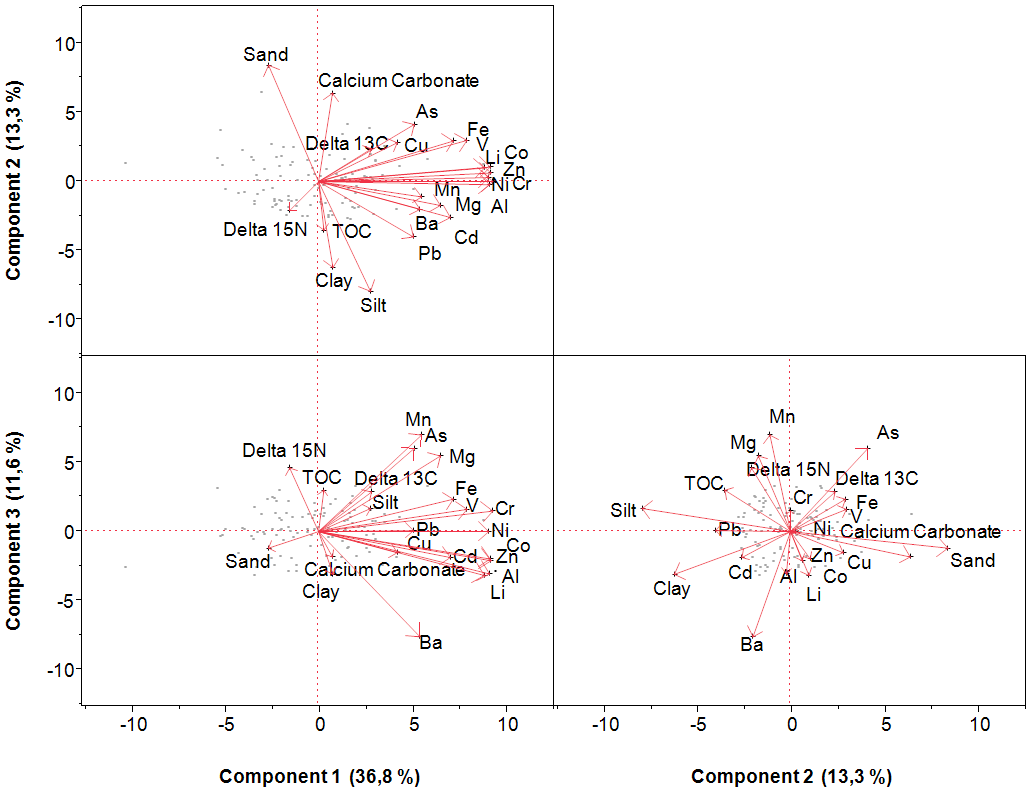 10
5
0
-5
-10
Component 2 (13,3 %)
Sand
Calcium Carbonate
As
Fe
Delta 13C
Cu
V
Li
Co
Zn
Ni
Cr
Mn
Mg
Al
Ba
Cd
Delta 15N
TOC
Pb
Clay
Silt
10
5
0
-5
-10
Component 3 (11,6 %)
Mn
As
Delta 15N
Mg
TOC
Delta 13C
Silt
Fe
V
Cr
Pb
Ni
Cu
Co
Sand
Cd
Zn
Calcium Carbonate
Al
Clay
Li
Ba
Mn
As
Mg
Delta 15N
TOC
Delta 13C
Silt
Cr
Fe
V
Pb
Ni
Calcium Carbonate
Cd
Zn
Cu
Sand
Clay
Al
Co
Li
Ba
-10
-5
0
5
10
-10
-5
0
5
10
Component 1 (36,8 %)
Component 2 (13,3 %)